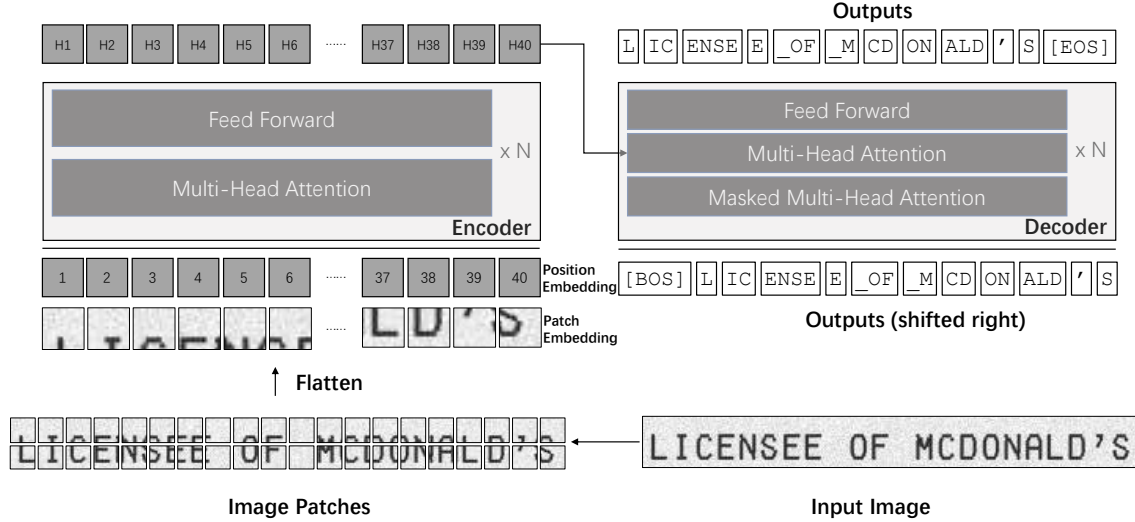 H1 H2 H3 H4 H5 H6 ...... H37 H38 H39 H40
Feed Forward
Multi-Head Attention
x N
Encoder
1 2 3 4 5 6 ...... 37 38 39 40
Position Embedding
...... Patch Embedding
Flatten
LICENSEE OF MCDONALD'S
Image Patches
Outputs
L IC ENSE E _OF _M CD ON ALD ' S [EOS]
Feed Forward
Multi-Head Attention
Masked Multi-Head Attention
x N
Decoder
[BOS] L IC ENSE E _OF _M CD ON ALD ' S
Outputs (shifted right)
LICENSEE OF MCDONALD'S
Input Image